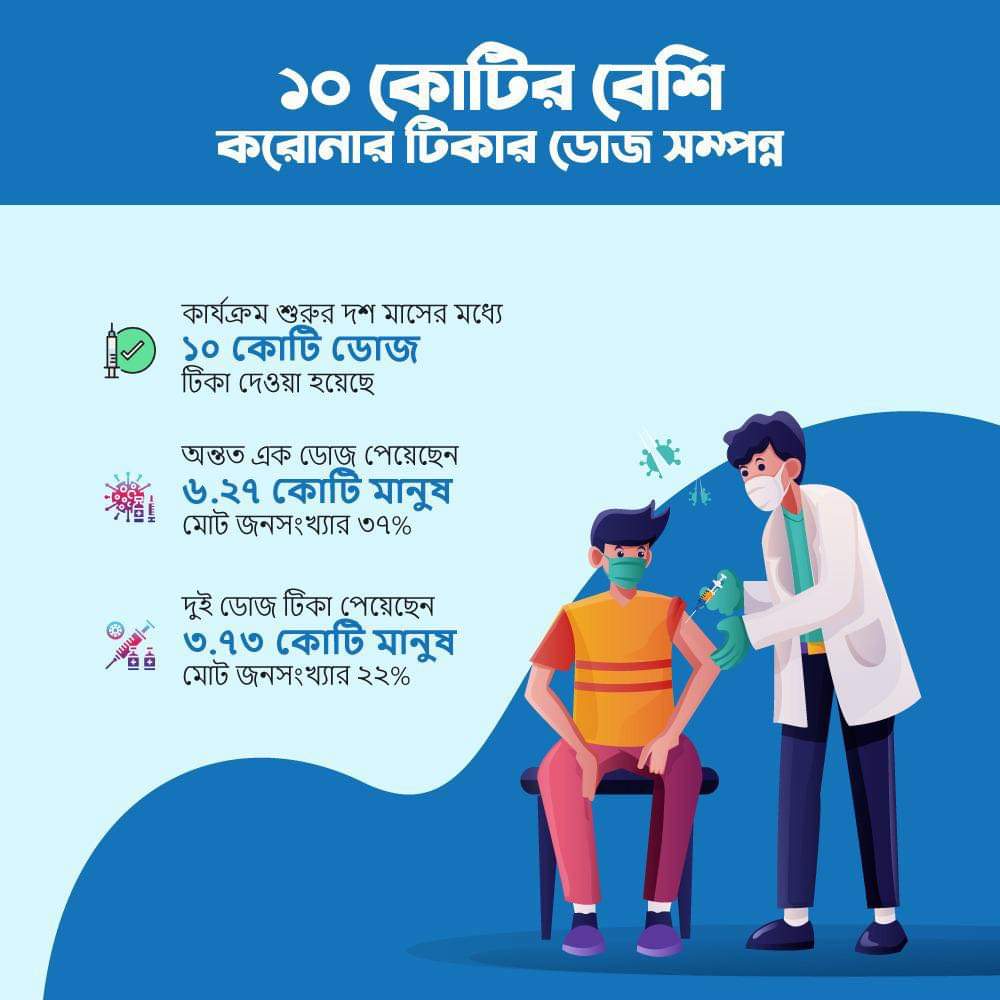 ১০ কোটির বেশি
করোনার টিকার ডোজ সম্পন্ন
কার্যক্রম শুরুর দশ মাসের মধ্যে
১০ কোটি ডোজ
টিকা দেওয়া হয়েছে
অন্তত এক ডোজ পেয়েছেন
৬.২৭ কোটি মানুষ
মোট জনসংখ্যার ৩৭%
দুই ডোজ টিকা পেয়েছেন
৩.৭৩ কোটি মানুষ
মোট জনসংখ্যার ২২%